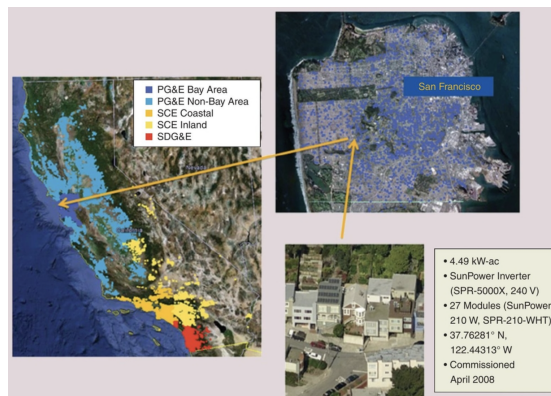 PG&E Bay Area
PG&E Non-Bay Area
SCE Coastal
SCE Inland
SDG&E
San Francisco
• 4.49 kW-ac
• SunPower Inverter
(SPR-5000X, 240 V)
• 27 Modules (SunPower
210 W, SPR-210-WHT)
• 37.76281° N,
122.44313° W
• Commissioned
April 2008